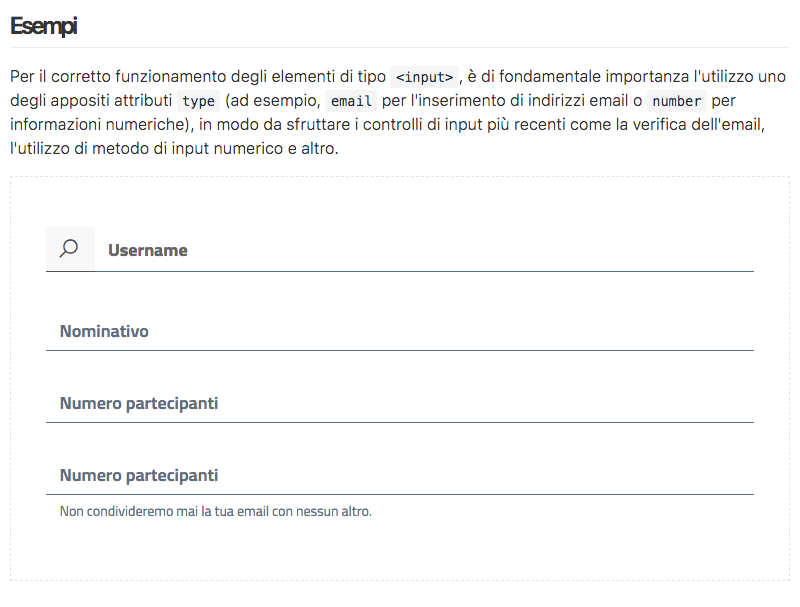 Esempi
Per il corretto funzionamento degli elementi di tipo <input>, è di fondamentale importanza l'utilizzo uno
degli appositi attributi type (ad esempio, email per l'inserimento di indirizzi email o number per
informazioni numeriche), in modo da sfruttare i controlli di input più recenti come la verifica dell'email,
l'utilizzo di metodo di input numerico e altro.
Username
Nominativo
Numero partecipanti
Numero partecipanti
Non condivideremo mai la tua email con nessun altro.